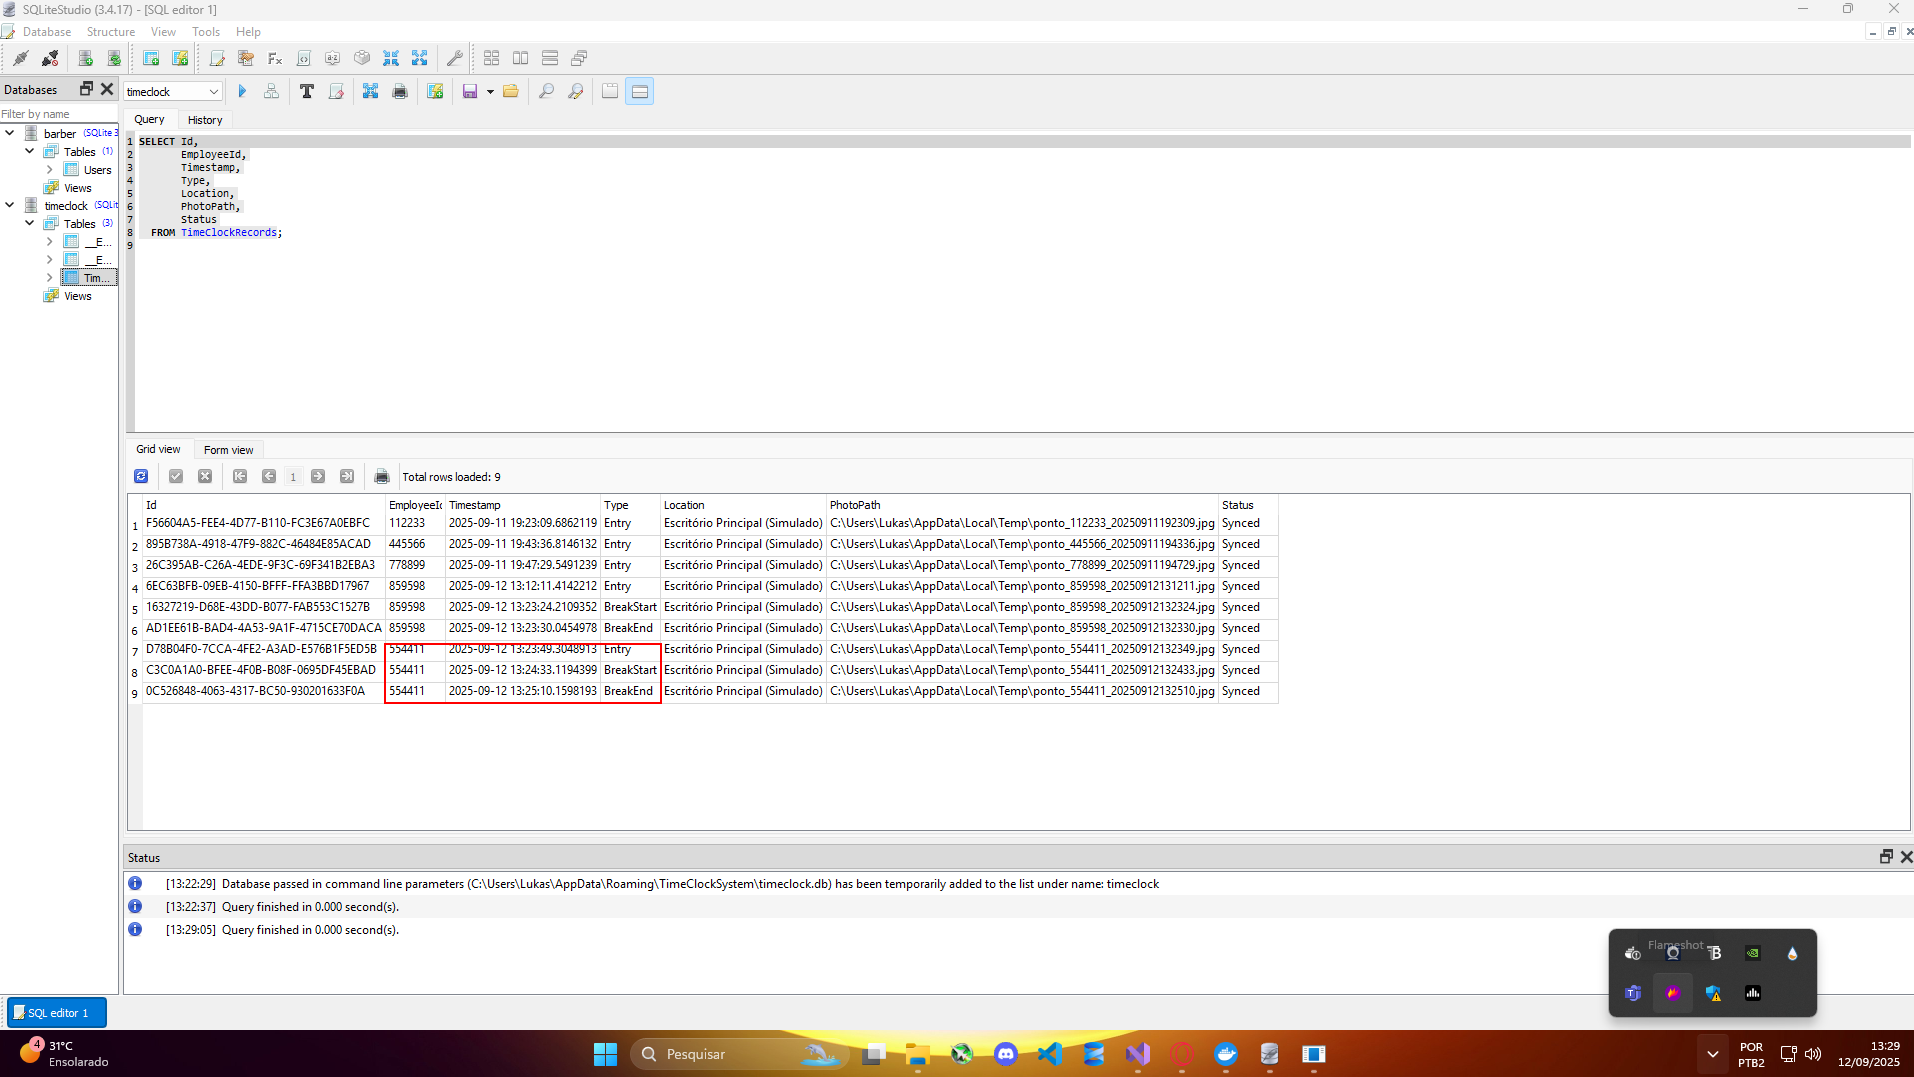 SQLiteStudio (3.4.17) - [SQL editor 1]
Database Structure View Tools Help
Databases
timeclock
Filter by name
Query History
barber (SQLite 3
Tables (1)
Users
Views
timeclock (SQLit
Tables (3)
__E...
__E...
Tim...
Views
1 SELECT Id,
2 EmployeeId,
3 Timestamp,
4 Type,
5 Location,
6 PhotoPath,
7 Status
8 FROM TimeClockRecords;
9
Grid view Form view
1 Total rows loaded: 9
Id EmployeeId Timestamp Type Location PhotoPath Status
1 F56604A5-FEE4-4D77-B110-FC3E67A0EBFC 112233 2025-09-11 19:23:09.6862119 Entry Escritório Principal (Simulado) C:\Users\Lukas\AppData\Local\Temp\ponto_112233_20250911192309.jpg Synced
2 895B738A-4918-47F9-882C-46484E85ACAD 445566 2025-09-11 19:43:36.8146132 Entry Escritório Principal (Simulado) C:\Users\Lukas\AppData\Local\Temp\ponto_445566_20250911194336.jpg Synced
3 26C395AB-C26A-4EDE-9F3C-69F341B2EBA3 778899 2025-09-11 19:47:29.5491239 Entry Escritório Principal (Simulado) C:\Users\Lukas\AppData\Local\Temp\ponto_778899_20250911194729.jpg Synced
4 6EC63BFB-09EB-4150-BFFF-FFA3BBD17967 859598 2025-09-12 13:12:11.4142212 Entry Escritório Principal (Simulado) C:\Users\Lukas\AppData\Local\Temp\ponto_859598_20250912131211.jpg Synced
5 16327219-D68E-43DD-B077-FAB553C1527B 859598 2025-09-12 13:23:24.2109352 BreakStart Escritório Principal (Simulado) C:\Users\Lukas\AppData\Local\Temp\ponto_859598_20250912132324.jpg Synced
6 AD1EE61B-BAD4-4A53-9A1F-4715CE70DACA 859598 2025-09-12 13:23:30.0454978 BreakEnd Escritório Principal (Simulado) C:\Users\Lukas\AppData\Local\Temp\ponto_859598_20250912132330.jpg Synced
7 D78B04F0-7CCA-4FE2-A3AD-E576B1F5ED5B 554411 2025-09-12 13:23:49.3048913 Entry Escritório Principal (Simulado) C:\Users\Lukas\AppData\Local\Temp\ponto_554411_20250912132349.jpg Synced
8 C3C0A1A0-BFEE-4F0B-B08F-0695DF45EBAD 554411 2025-09-12 13:24:33.1194399 BreakStart Escritório Principal (Simulado) C:\Users\Lukas\AppData\Local\Temp\ponto_554411_20250912132433.jpg Synced
9 0C526848-4063-4317-BC50-930201633F0A 554411 2025-09-12 13:25:10.1598193 BreakEnd Escritório Principal (Simulado) C:\Users\Lukas\AppData\Local\Temp\ponto_554411_20250912132510.jpg Synced
Status
[13:22:29] Database passed in command line parameters (C:\Users\Lukas\AppData\Roaming\TimeClockSystem\timeclock.db) has been temporarily added to the list under name: timeclock
[13:22:37] Query finished in 0.000 second(s).
[13:29:05] Query finished in 0.000 second(s).
Flameshot
SQL editor 1
4 31°C
Ensolarado
Pesquisar
POR
PTB2
13:29
12/09/2025